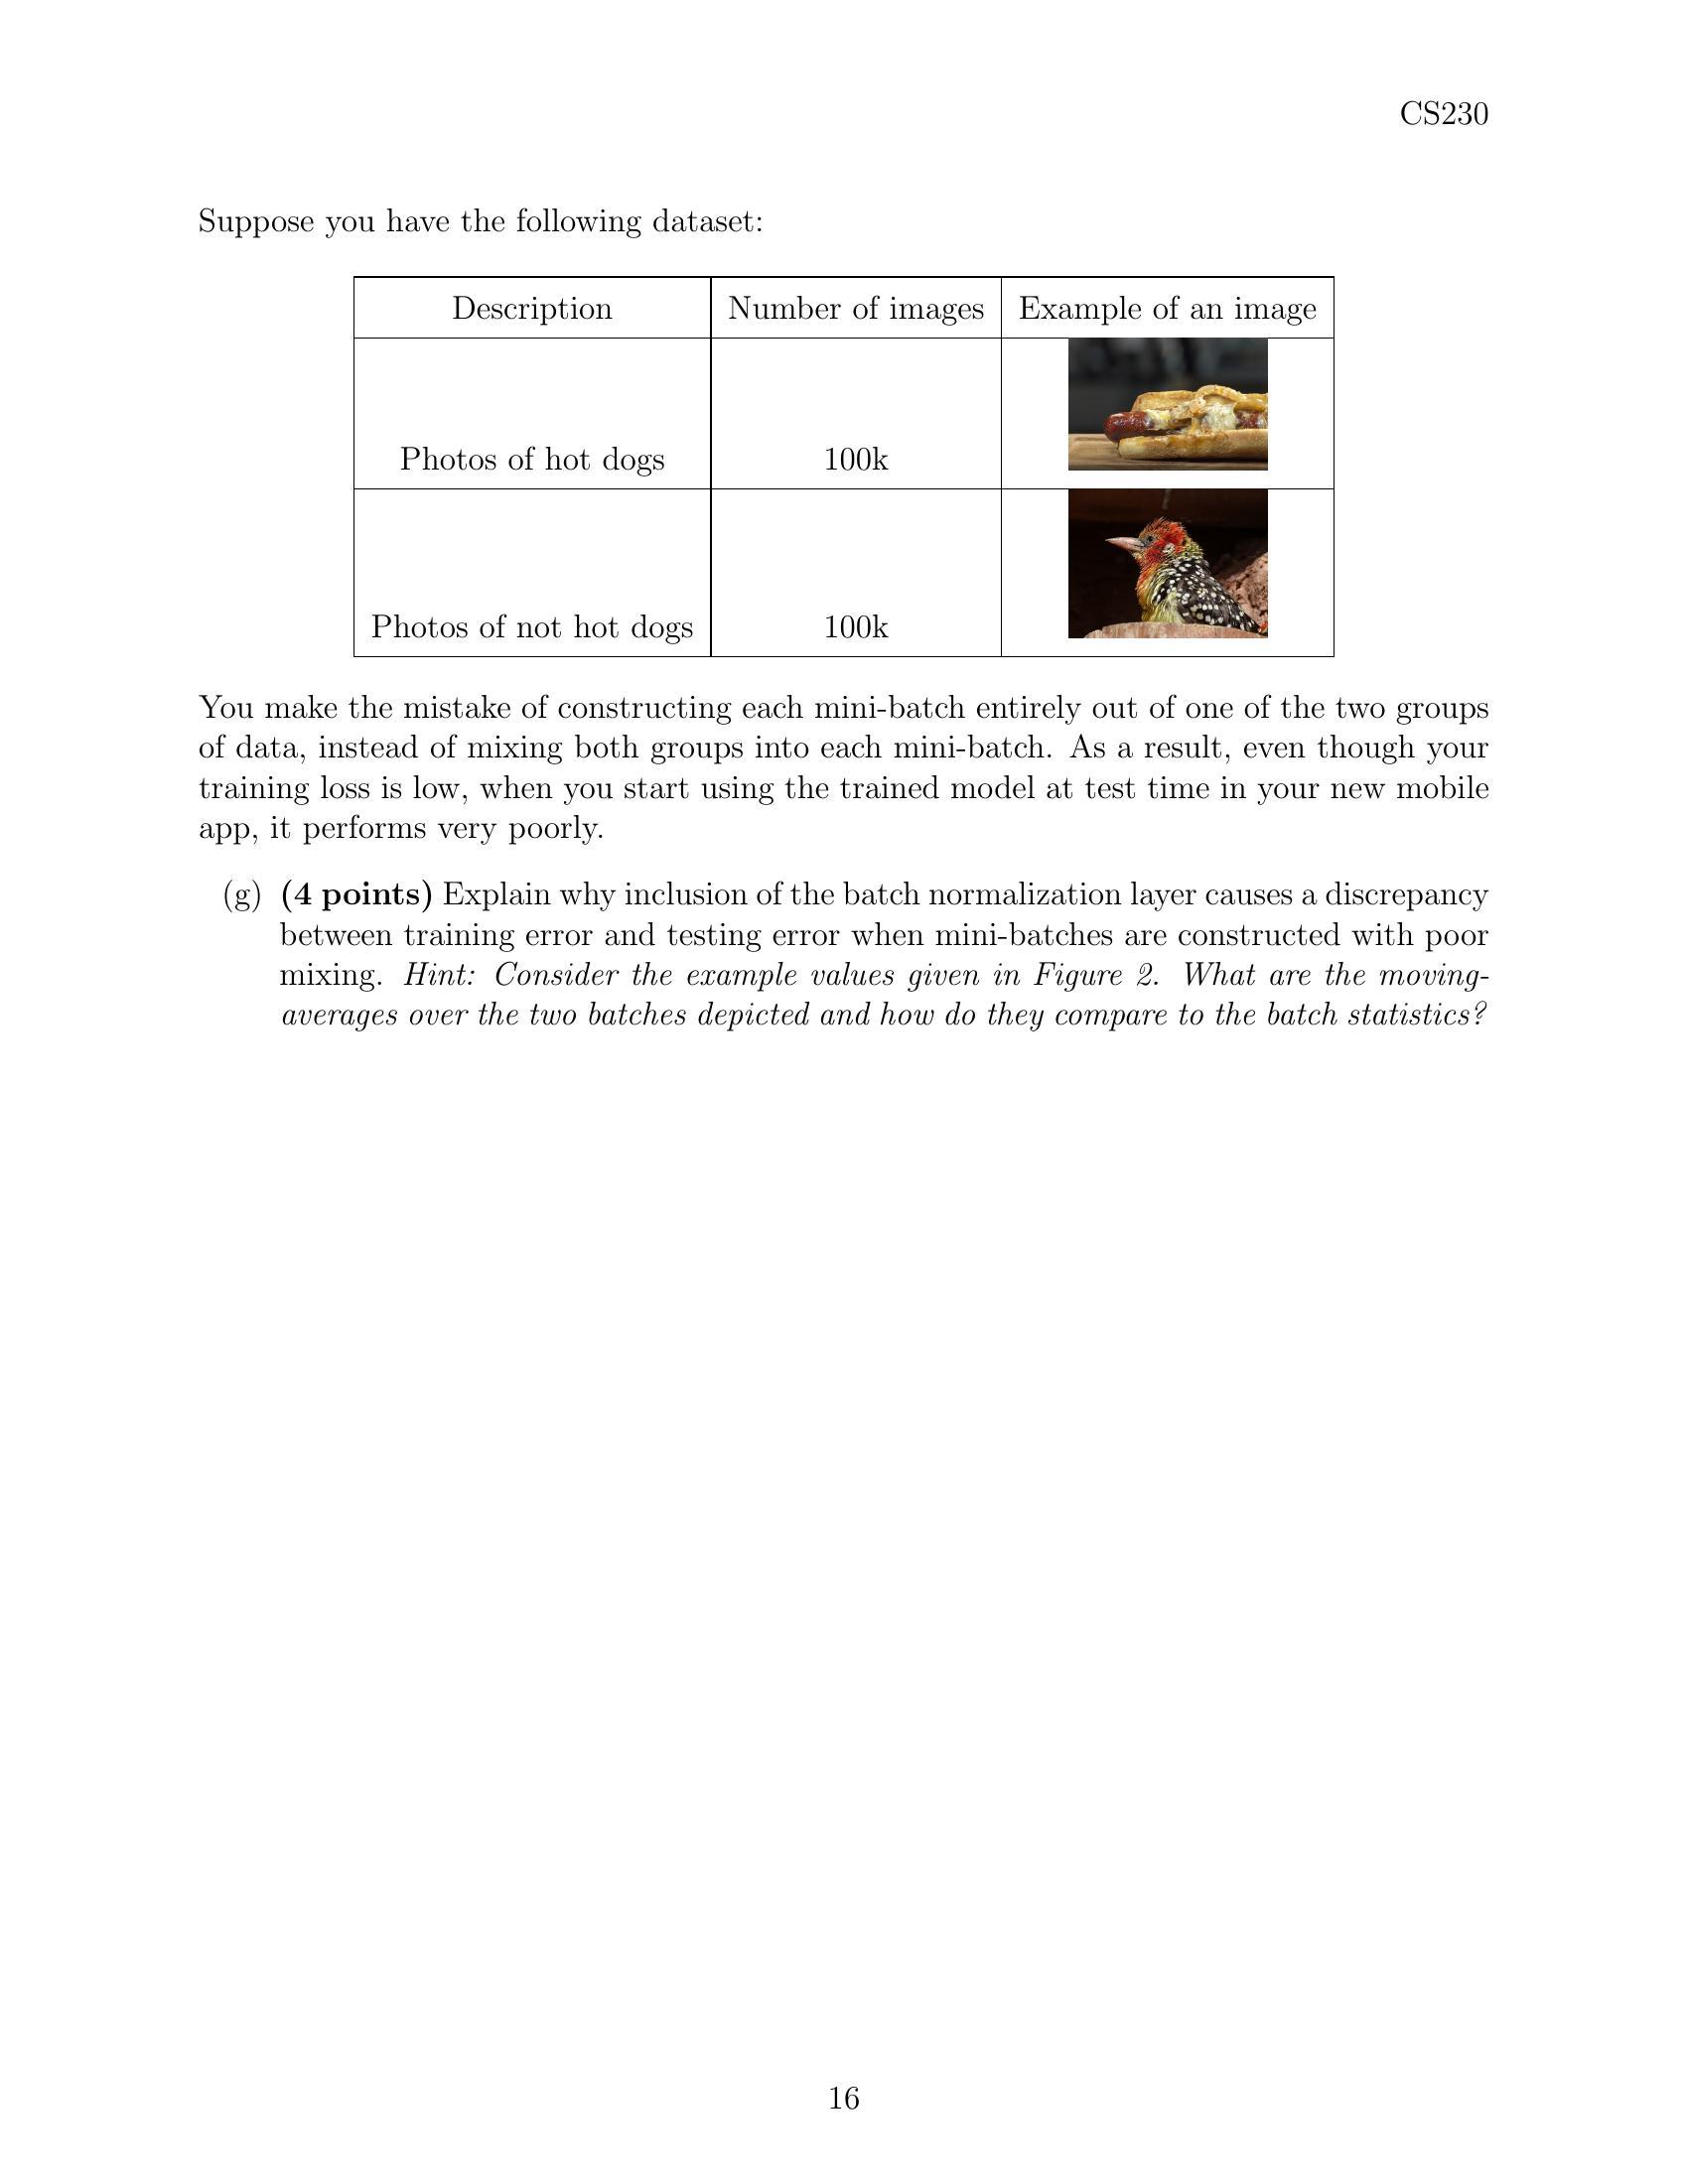 CS230
Suppose you have the following dataset:
Description Number of images Example of an image
Photos of hot dogs 100k
Photos of not hot dogs 100k
You make the mistake of constructing each mini-batch entirely out of one of the two groups
of data, instead of mixing both groups into each mini-batch. As a result, even though your
training loss is low, when you start using the trained model at test time in your new mobile
app, it performs very poorly.
(g) (4 points) Explain why inclusion of the batch normalization layer causes a discrepancy
between training error and testing error when mini-batches are constructed with poor
mixing. Hint: Consider the example values given in Figure 2. What are the moving-
averages over the two batches depicted and how do they compare to the batch statistics?
16